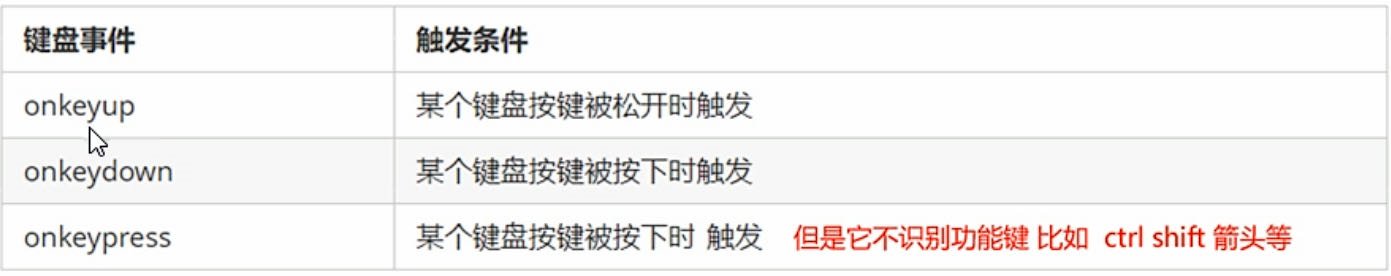 键盘事件 触发条件
onkeyup 某个键盘按键被松开时触发
onkeydown 某个键盘按键被按下时触发
onkeypress 某个键盘按键被按下时 触发 但是它不识别功能键 比如 ctrl shift 箭头等